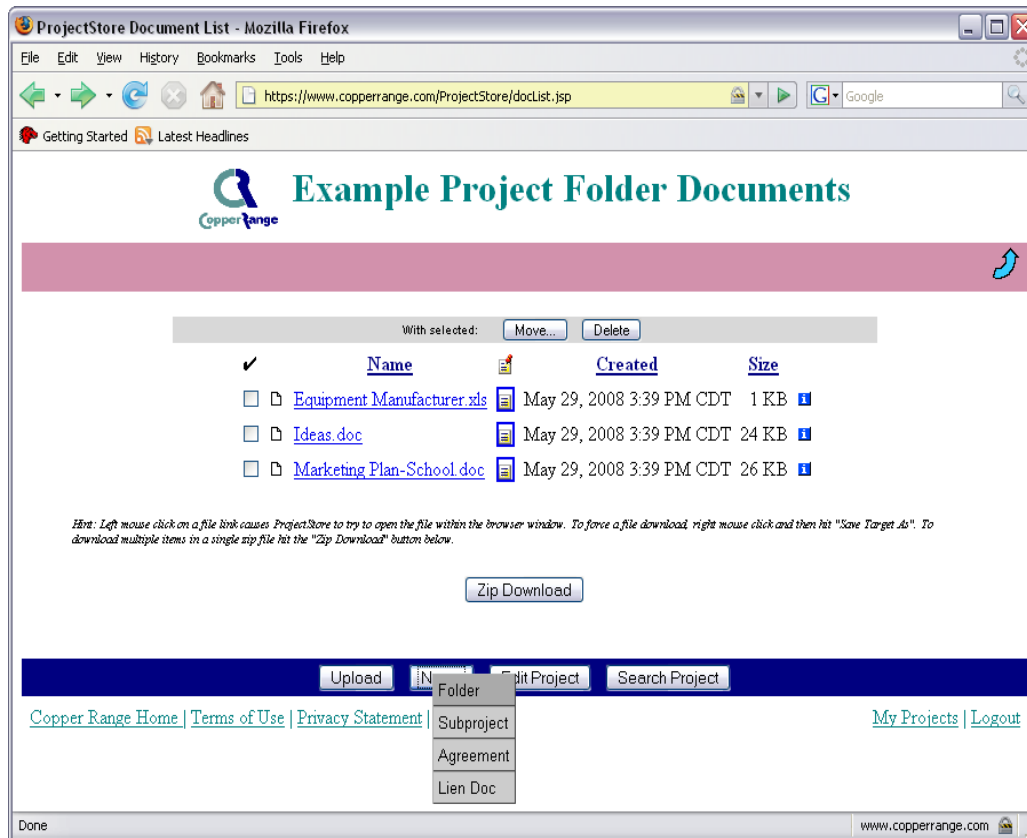 ProjectStore Document List - Mozilla Firefox
File Edit View History Bookmarks Tools Help
https://www.copperrange.com/ProjectStore/docList.jsp G Google
Getting Started Latest Headlines
Example Project Folder Documents
Copper Range
With selected: Move... Delete
Name Created Size
Equipment Manufacturer.xls May 29, 2008 3:39 PM CDT 1 KB
Ideas.doc May 29, 2008 3:39 PM CDT 24 KB
Marketing Plan-School.doc May 29, 2008 3:39 PM CDT 26 KB
Hint: Left mouse click on a file link causes ProjectStore to try to open the file within the browser window. To force a file download, right mouse click and then hit "Save Target As". To
download multiple items in a single zip file hit the "Zip Download" button below.
Zip Download
Upload Edit Project Search Project
Folder
Copper Range Home | Terms of Use | Privacy Statement | My Projects | Logout
Subproject
Agreement
Lien Doc
Done www.copperrange.com